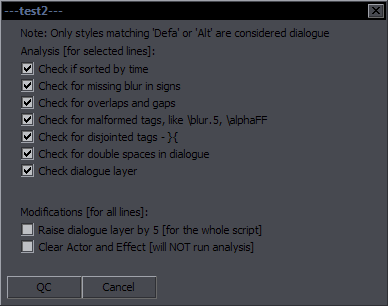 ---test2---
Note: Only styles matching 'Defa' or 'Alt' are considered dialogue
Analysis [for selected lines]:
Check if sorted by time
Check for missing blur in signs
Check for overlaps and gaps
Check for malformed tags, like \blur.5, \alphaFF
Check for disjointed tags - }{
Check for double spaces in dialogue
Check dialogue layer
Modifications [for all lines]:
Raise dialogue layer by 5 [for the whole script]
Clear Actor and Effect [will NOT run analysis]
QC Cancel